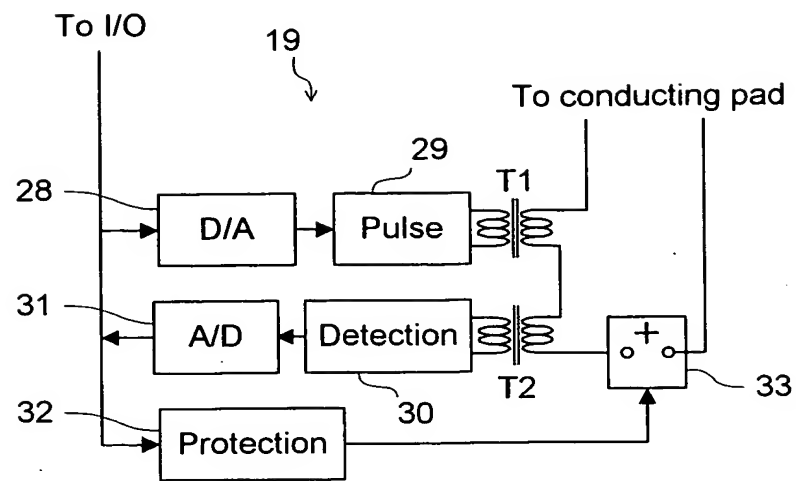 To I/O
19
To conducting pad
29
T1
28
D/A
Pulse
31
A/D
Detection
+
T2
33
30
32
Protection